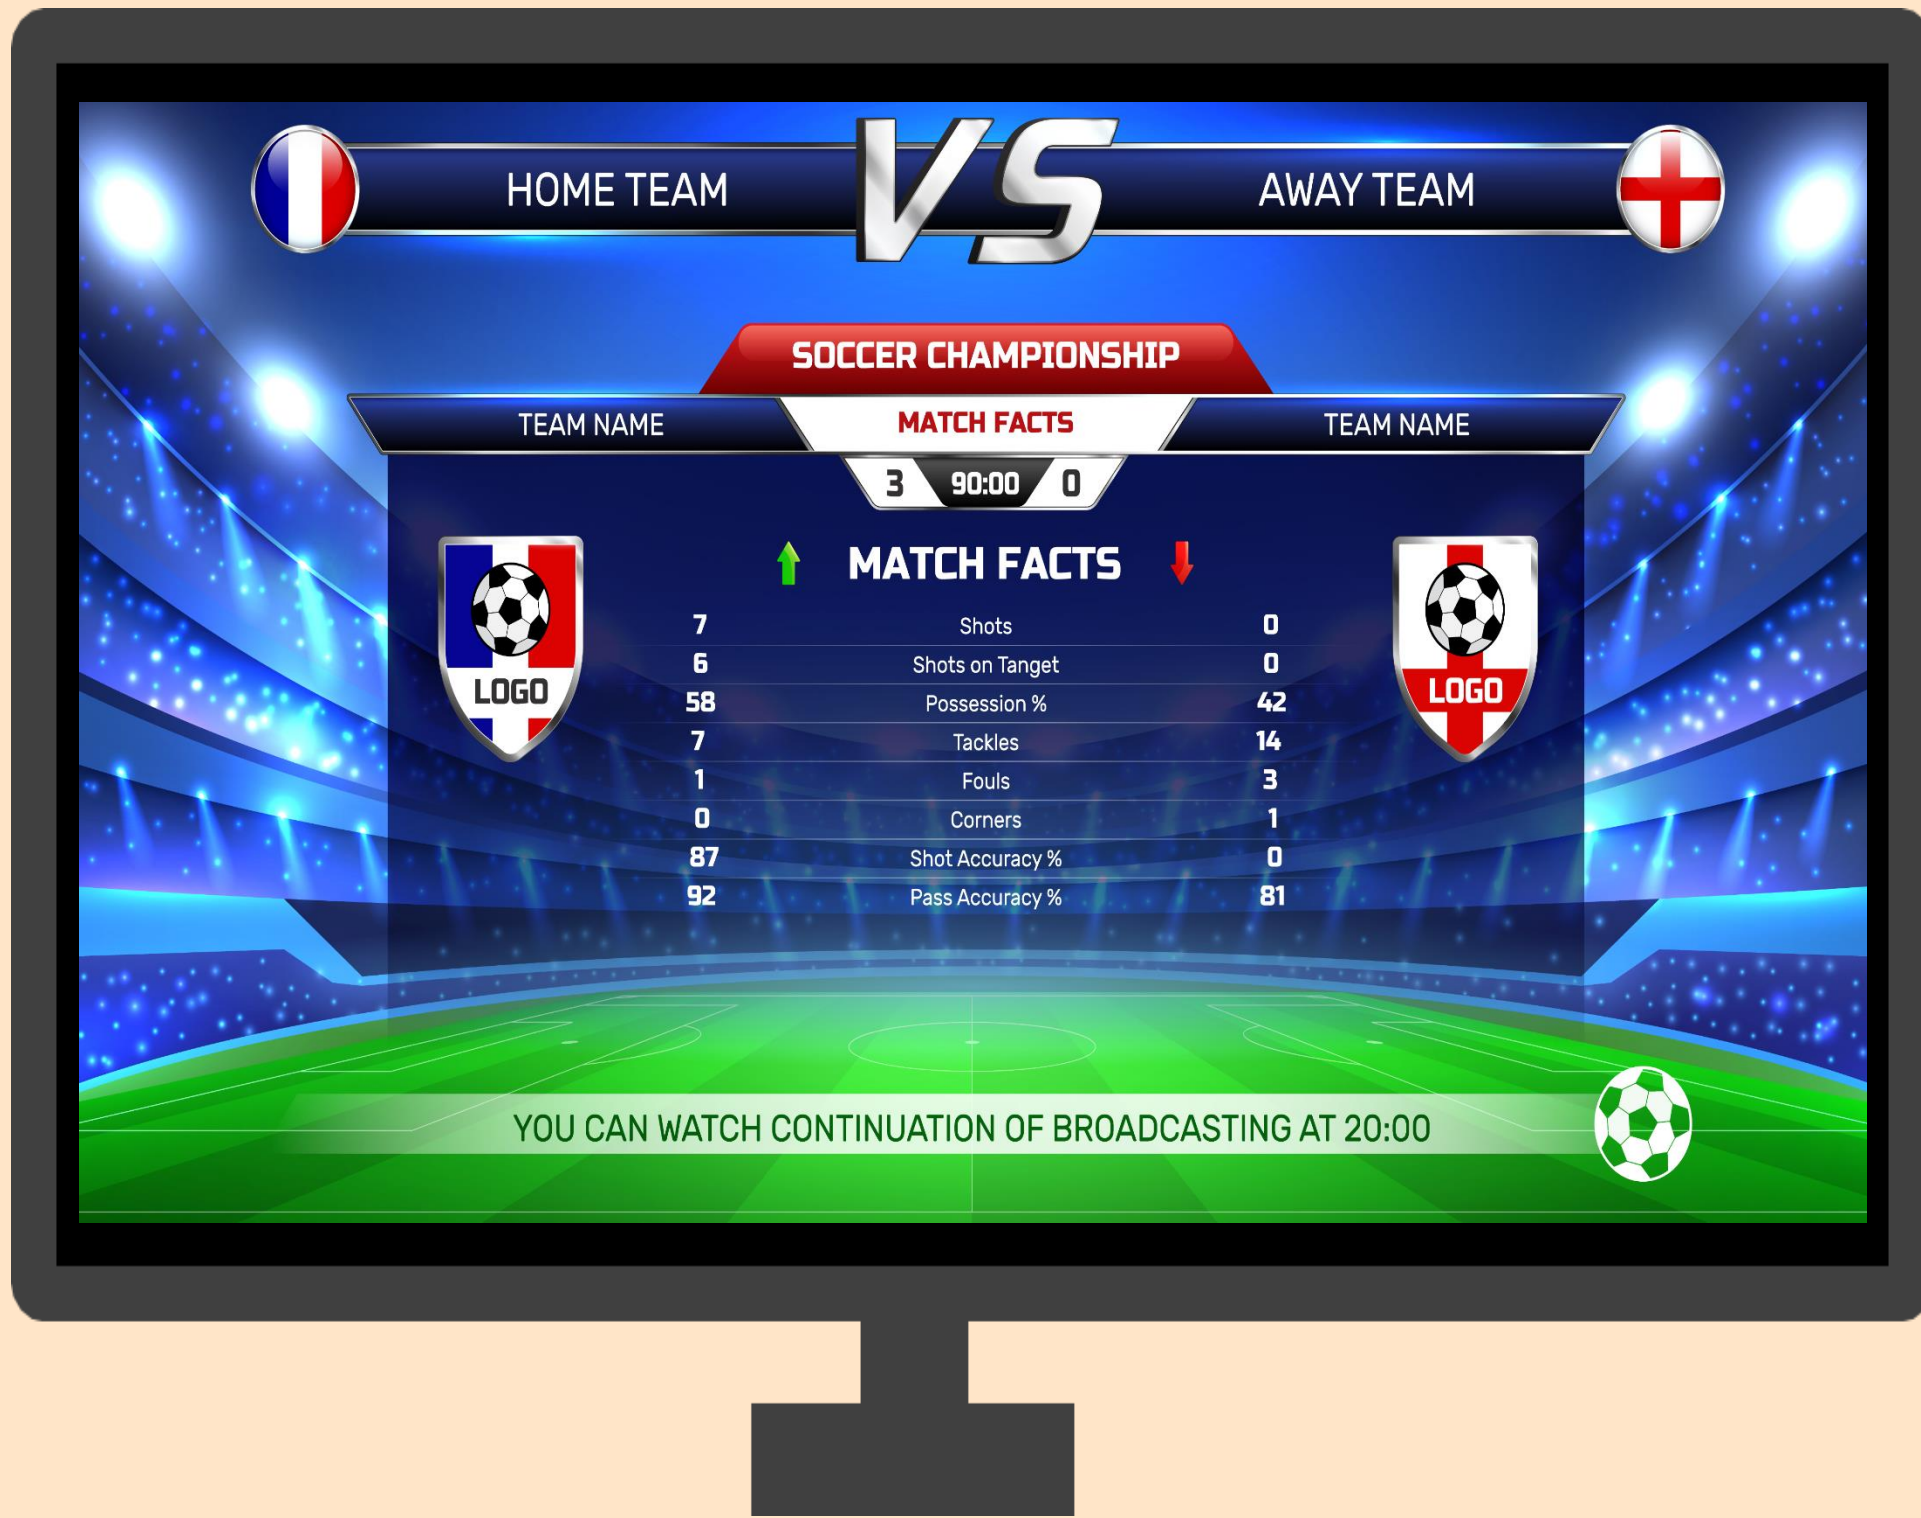 HOME TEAM VS AWAY TEAM
SOCCER CHAMPIONSHIP
TEAM NAME MATCH FACTS TEAM NAME
3 90:00 0
MATCH FACTS
7 Shots 0
6 Shots on Tanget 0
58 Possession % 42
7 Tackles 14
1 Fouls 3
0 Corners 1
87 Shot Accuracy % 0
92 Pass Accuracy % 81
LOGO
LOGO
YOU CAN WATCH CONTINUATION OF BROADCASTING AT 20:00